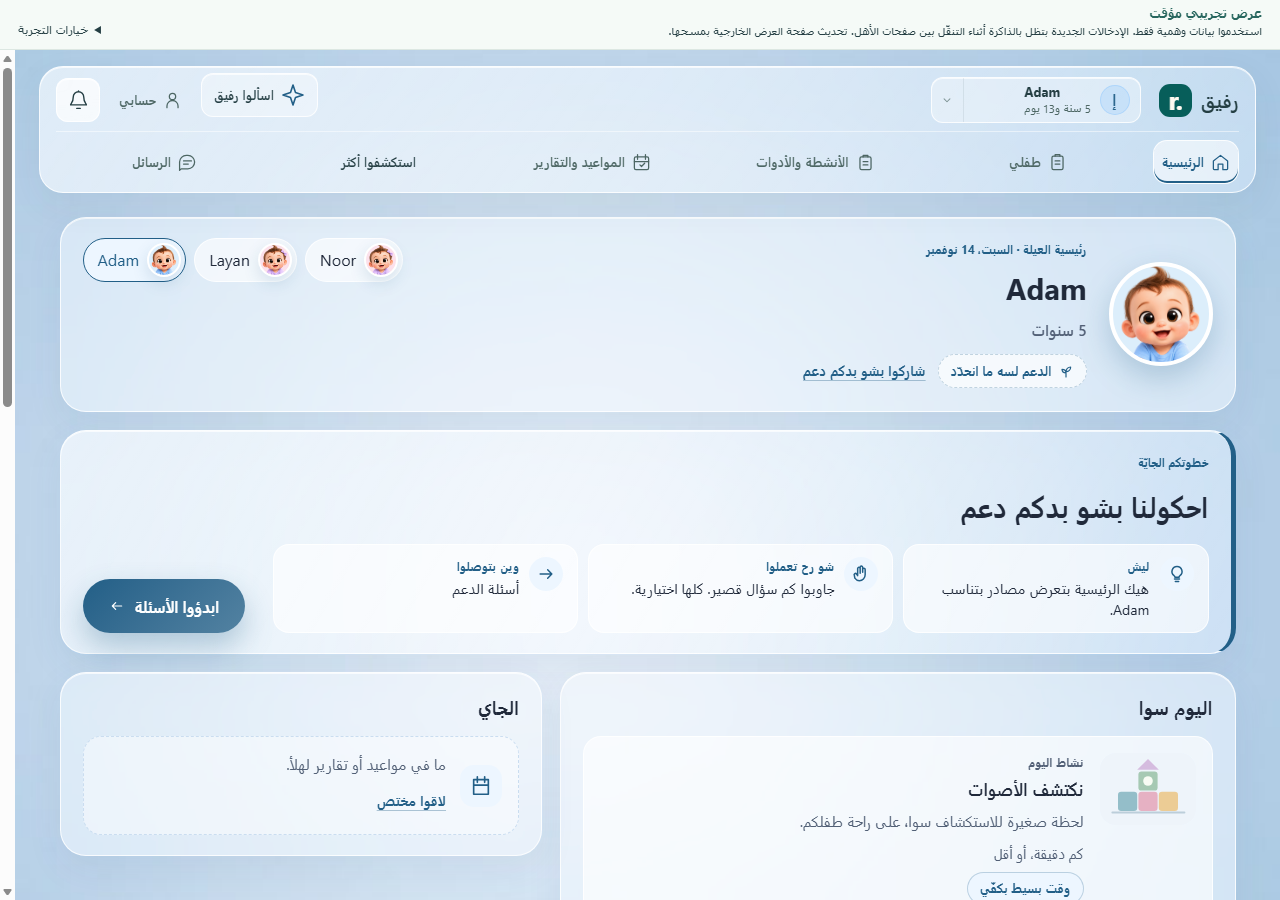 عرض تجريبي مؤقت
استخدموا بيانات وهمية فقط. الإدخالات الجديدة بتظل بالذاكرة أثناء التنقّل بين صفحات الأهل. تحديث صفحة العرض الخارجية بمسحها.
خيارات التجربة
رفيق
r.
إ
Adam
5 سنة و13 يوم
اسألوا رفيق
حسابي
الرئيسية
طفلي
الأنشطة والأدوات
المواعيد والتقارير
استكشفوا أكثر
الرسائل
رئيسية العيلة · السبت، 14 نوفمبر
Adam
5 سنوات
الدعم لسه ما انحدّد
شاركوا بشو بدكم دعم
Noor
Layan
Adam
خطوتكم الجايّة
احكولنا بشو بدكم دعم
ليش
هيك الرئيسية بتعرض مصادر بتناسب
Adam.
شو رح تعملوا
جاوبوا كم سؤال قصير. كلها اختيارية.
وين بتوصلوا
أسئلة الدعم
ابدؤوا الأسئلة
اليوم سوا
نشاط اليوم
نكتشف الأصوات
لحظة صغيرة للاستكشاف سوا، على راحة طفلكم.
كم دقيقة، أو أقل
وقت بسيط بكفّي
الجاي
ما في مواعيد أو تقارير لهلأ.
لاقوا مختص